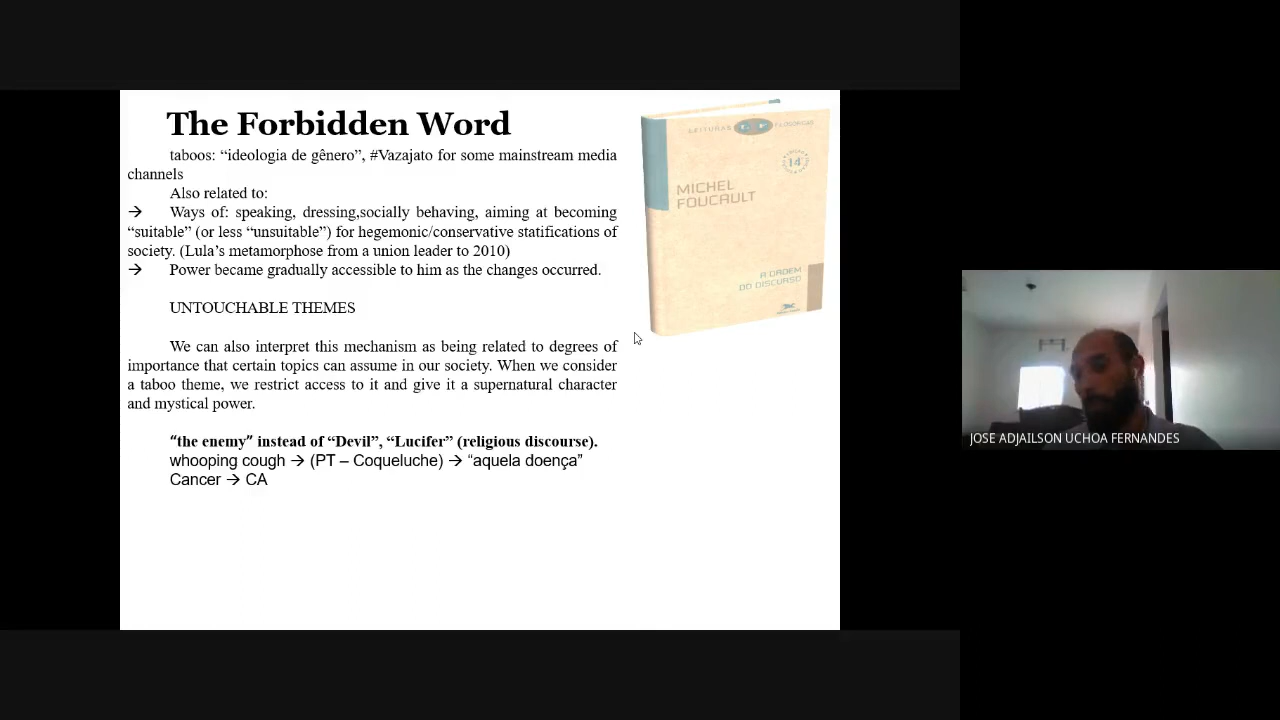 The Forbidden Word
taboos: “ideologia de gênero”, #Vazajato for some mainstream media
channels
Also related to:
→ Ways of: speaking, dressing,socially behaving, aiming at becoming
“suitable” (or less “unsuitable”) for hegemonic/conservative statifications of
society. (Lula’s metamorphose from a union leader to 2010)
→ Power became gradually accessible to him as the changes occurred.
UNTOUCHABLE THEMES
We can also interpret this mechanism as being related to degrees of
importance that certain topics can assume in our society. When we consider
a taboo theme, we restrict access to it and give it a supernatural character
and mystical power.
“the enemy” instead of “Devil”, “Lucifer” (religious discourse).
whooping cough → (PT – Coqueluche) → “aquela doença”
Cancer → CA
LEITURAS FILOSÓFICAS
14ª
MICHEL
FOUCAULT
A ORDEM
DO DISCURSO
JOSE ADJAILSON UCHOA FERNANDES